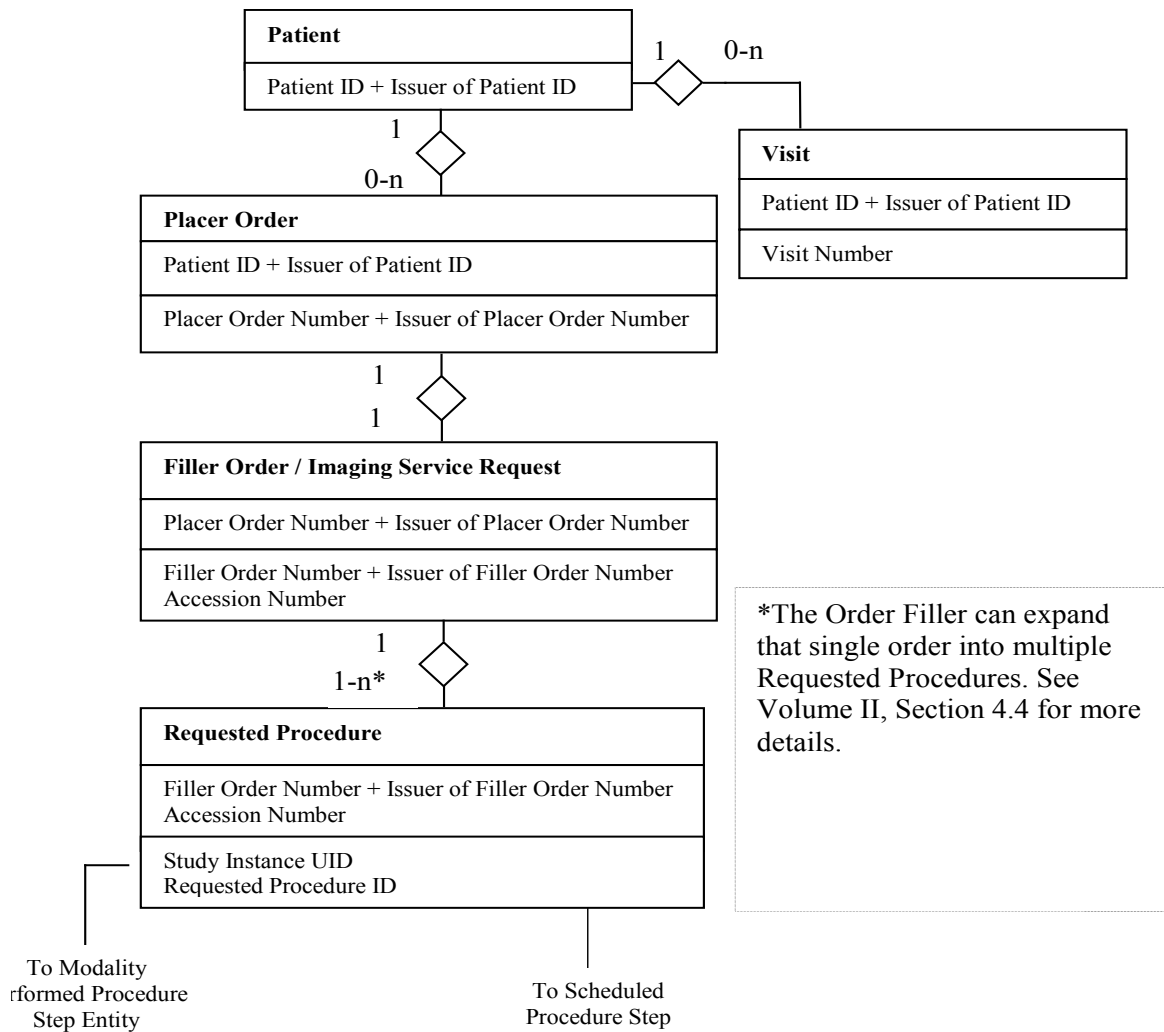 Patient
Patient ID + Issuer of Patient ID
1
0-n
1
0-n
Visit
Patient ID + Issuer of Patient ID
Visit Number
Placer Order
Patient ID + Issuer of Patient ID
Placer Order Number + Issuer of Placer Order Number
1
1
Filler Order / Imaging Service Request
Placer Order Number + Issuer of Placer Order Number
Filler Order Number + Issuer of Filler Order Number
Accession Number
1
1-n*
*The Order Filler can expand
that single order into multiple
Requested Procedures. See
Volume II, Section 4.4 for more
details.
Requested Procedure
Filler Order Number + Issuer of Filler Order Number
Accession Number
Study Instance UID
Requested Procedure ID
To Modality
rformed Procedure
Step Entity
To Scheduled
Procedure Step